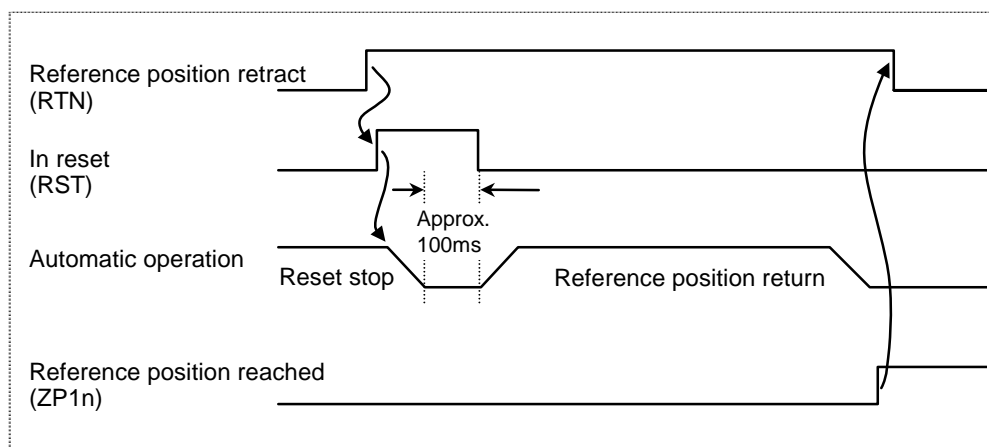 Reference position retract
(RTN)
In reset
(RST)
Approx.
100ms
Automatic operation
Reset stop
Reference position return
Reference position reached
(ZP1n)